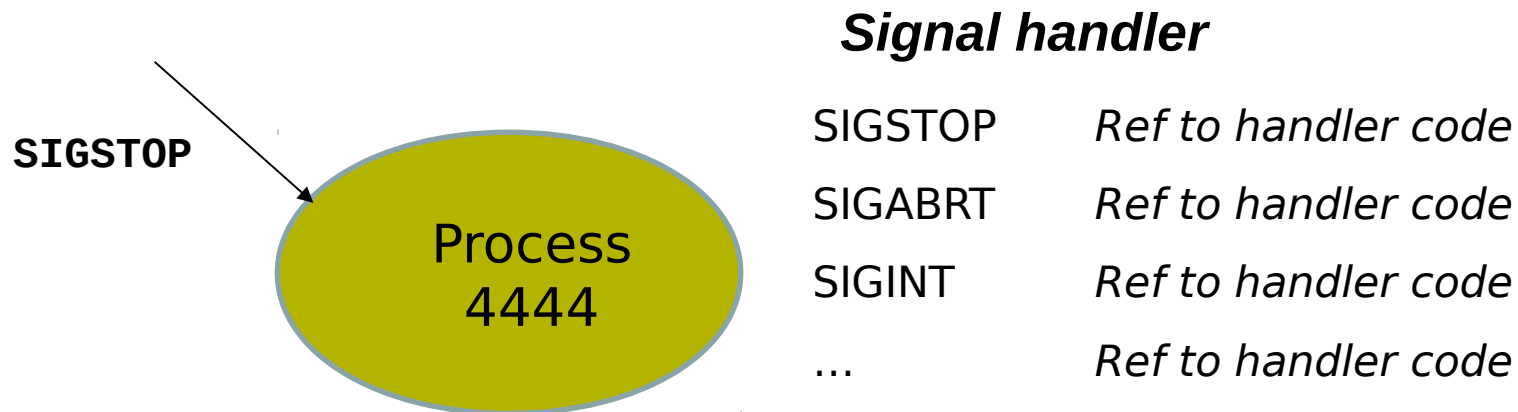 Signal handler
SIGSTOP
Process
4444
SIGSTOP Ref to handler code
SIGABRT Ref to handler code
SIGINT Ref to handler code
... Ref to handler code